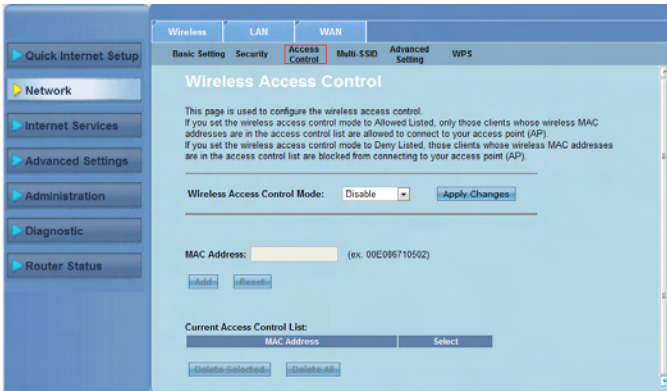 Wireless LAN WAN
Basic Setting Security Access Control Multi-SSID Advanced Setting WPS
Quick Internet Setup
Network
Internet Services
Advanced Settings
Administration
Diagnostic
Router Status
Wireless Access Control
This page is used to configure the wireless access control.
If you set the wireless access control mode to Allowed Listed, only those clients whose wireless MAC
addresses are in the access control list are allowed to connect to your access point (AP).
If you set the wireless access control mode to Deny Listed, those clients whose wireless MAC addresses
are in the access control list are blocked from connecting to your access point (AP).
Wireless Access Control Mode: Disable Apply Changes
MAC Address: (ex. 00E086710502)
Add Reset
Current Access Control List:
MAC Address Select
Delete Selected Delete All